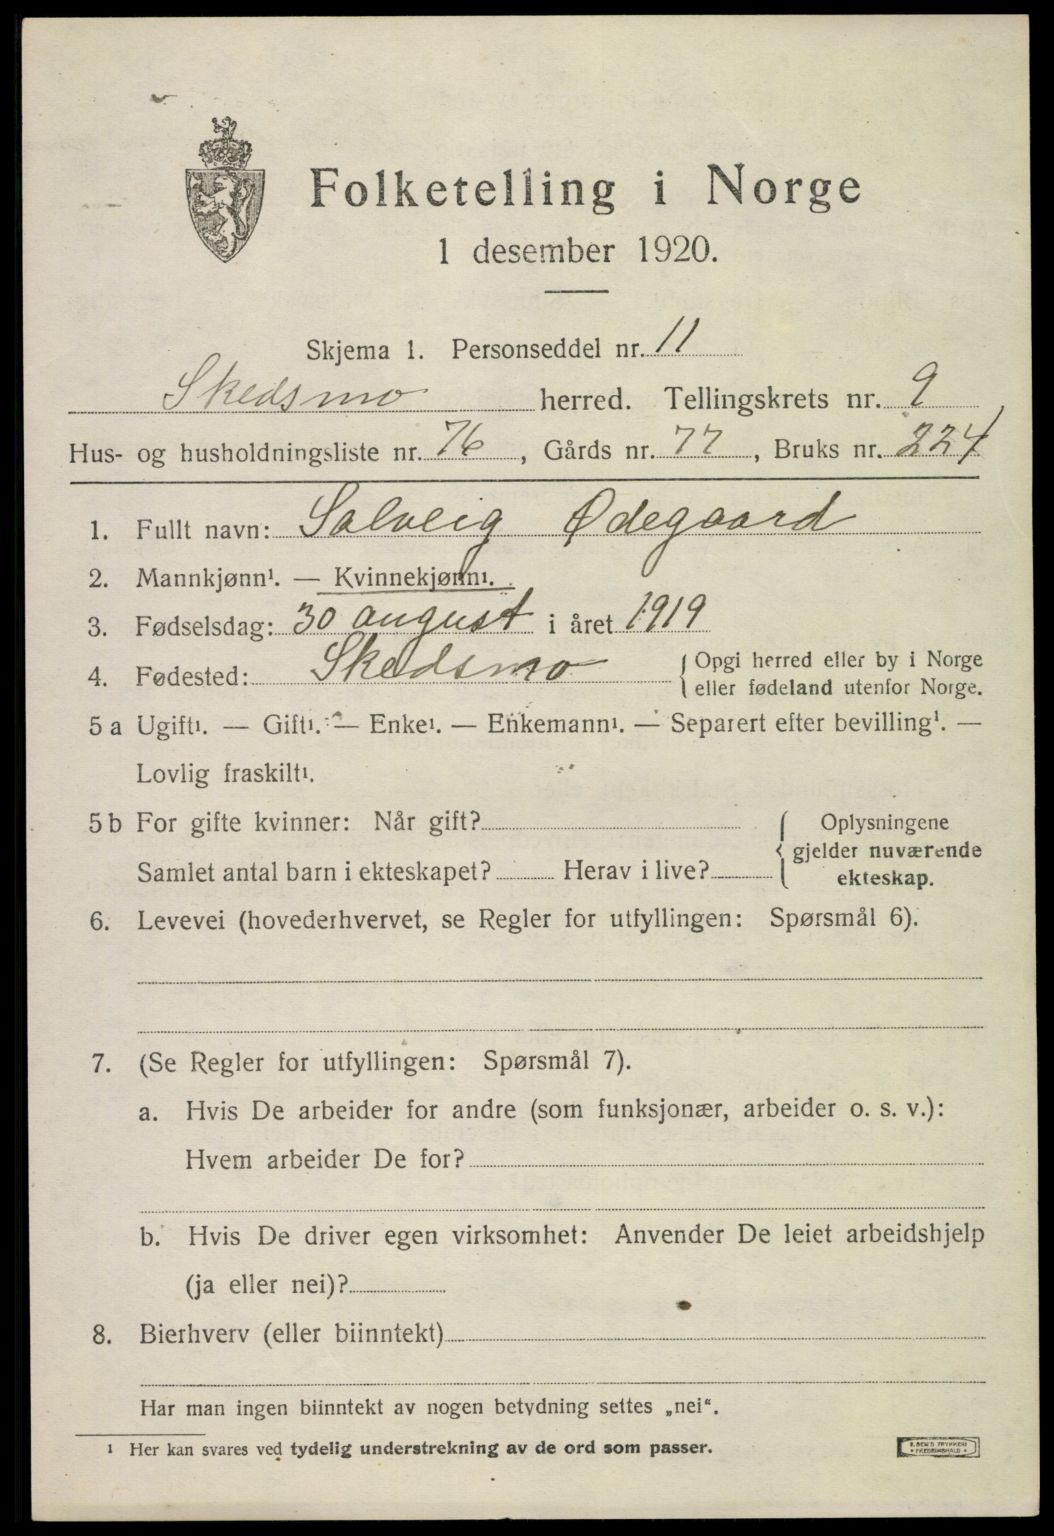 Folketelling i Norge
1 desember 1920.
Skjema 1. Personseddel nr. 11
Skedsmo herred. Tellingskrets nr. 9
Hus- og husholdningsliste nr. 76, Gårds nr. 77, Bruks nr. 224
1. Fullt navn: Solveig Ødegaard
2. Mannkjønn¹. — Kvinnekjønn¹.
3. Fødselsdag: 30 august i året 1919
4. Fødested: Skedsmo { Opgi herred eller by i Norge
eller fødeland utenfor Norge.
5 a Ugift¹. — Gift¹. — Enke¹. — Enkemann¹. — Separert efter bevilling¹. —
Lovlig fraskilt¹.
5 b For gifte kvinner: Når gift? { Oplysningene
gjelder nuværende
Samlet antal barn i ekteskapet? Herav i live? ekteskap.
6. Levevei (hovederhvervet, se Regler for utfyllingen: Spørsmål 6).
7. (Se Regler for utfyllingen: Spørsmål 7).
a. Hvis De arbeider for andre (som funksjonær, arbeider o. s. v.):
Hvem arbeider De for?
b. Hvis De driver egen virksomhet: Anvender De leiet arbeidshjelp
(ja eller nei)?
8. Bierhverv (eller biinntekt)
Har man ingen biinntekt av nogen betydning settes „nei“.
¹ Her kan svares ved tydelig understrekning av de ord som passer.